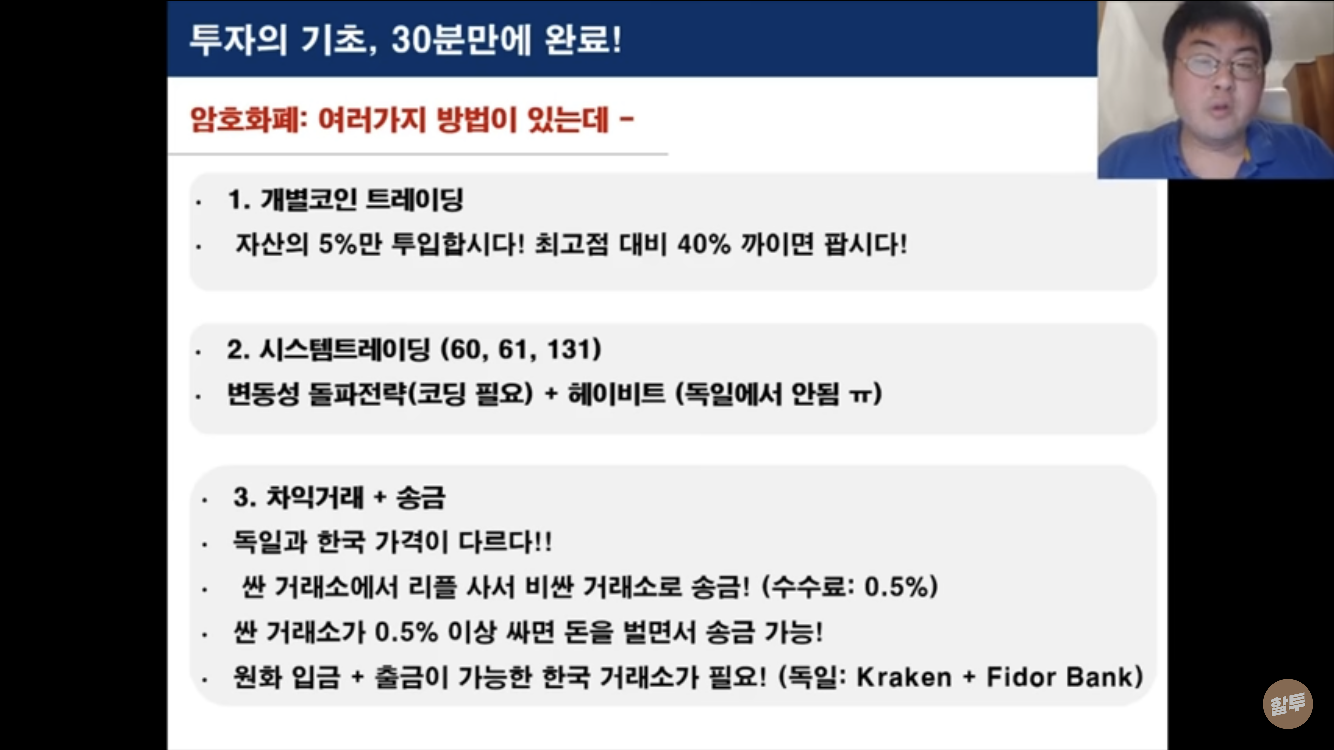 투자의 기초, 30분만에 완료!
암호화폐: 여러가지 방법이 있는데 -
· 1. 개별코인 트레이딩
· 자산의 5%만 투입합시다! 최고점 대비 40% 까이면 팝시다!
· 2. 시스템트레이딩 (60, 61, 131)
· 변동성 돌파전략(코딩 필요) + 헤이비트 (독일에서 안됨 ㅠ)
· 3. 차익거래 + 송금
· 독일과 한국 가격이 다르다!!
· 싼 거래소에서 리플 사서 비싼 거래소로 송금! (수수료: 0.5%)
· 싼 거래소가 0.5% 이상 싸면 돈을 벌면서 송금 가능!
· 원화 입금 + 출금이 가능한 한국 거래소가 필요! (독일: Kraken + Fidor Bank)
할투